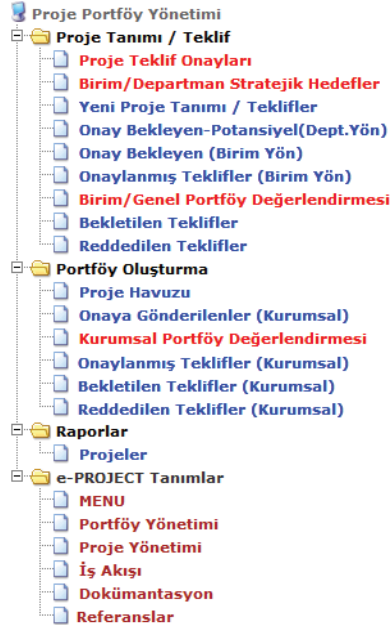 Proje Portföy Yönetimi
Proje Tanımı / Teklif
Proje Teklif Onayları
Birim/Departman Stratejik Hedefler
Yeni Proje Tanımı / Teklifler
Onay Bekleyen-Potansiyel(Dept.Yön)
Onay Bekleyen (Birim Yön)
Onaylanmış Teklifler (Birim Yön)
Birim/Genel Portföy Değerlendirmesi
Bekletilen Teklifler
Reddedilen Teklifler
Portföy Oluşturma
Proje Havuzu
Onaya Gönderilenler (Kurumsal)
Kurumsal Portföy Değerlendirmesi
Onaylanmış Teklifler (Kurumsal)
Bekletilen Teklifler (Kurumsal)
Reddedilen Teklifler (Kurumsal)
Raporlar
Projeler
e-PROJECT Tanımlar
MENU
Portföy Yönetimi
Proje Yönetimi
İş Akışı
Dokümantasyon
Referanslar